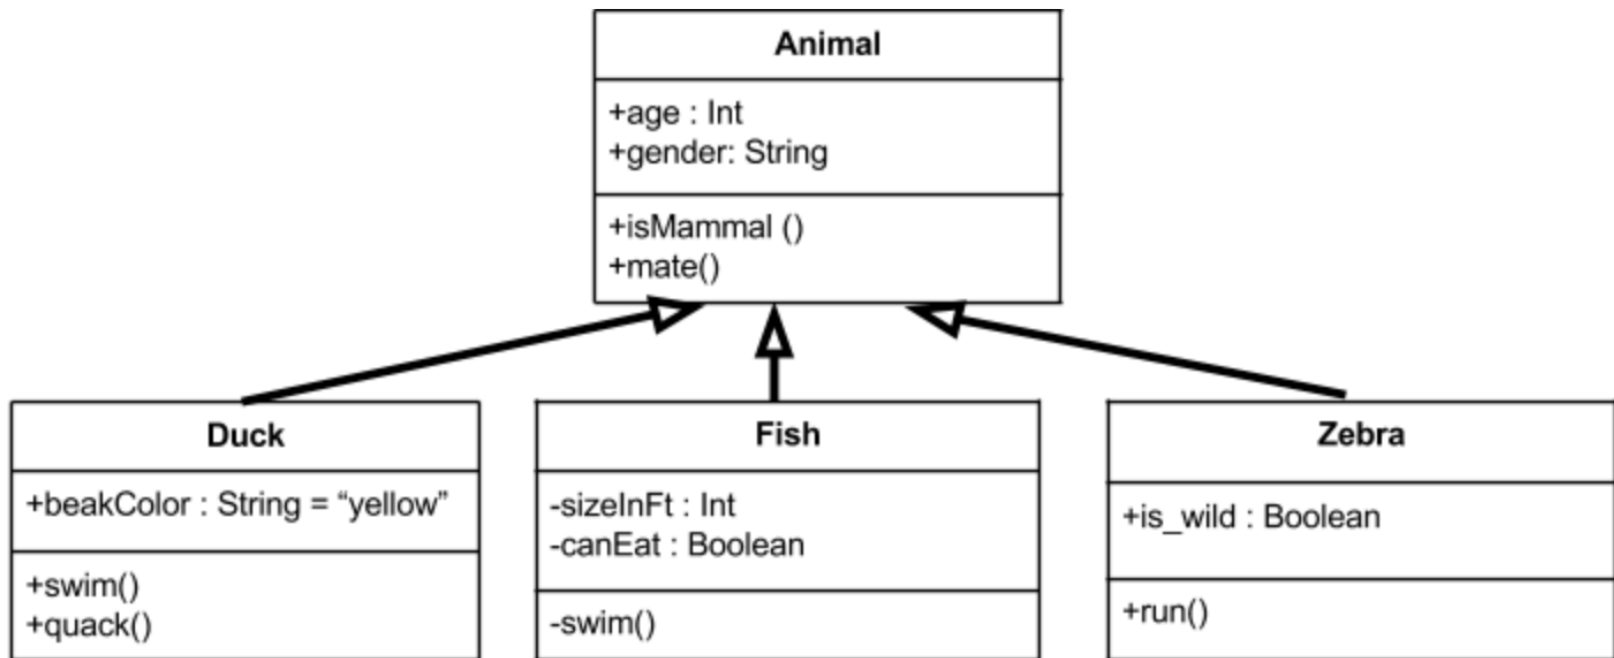 Animal
+age : Int
+gender: String
+isMammal ()
+mate()
Duck
+beakColor : String = “yellow”
+swim()
+quack()
Fish
-sizeInFt : Int
-canEat : Boolean
-swim()
Zebra
+is_wild : Boolean
+run()